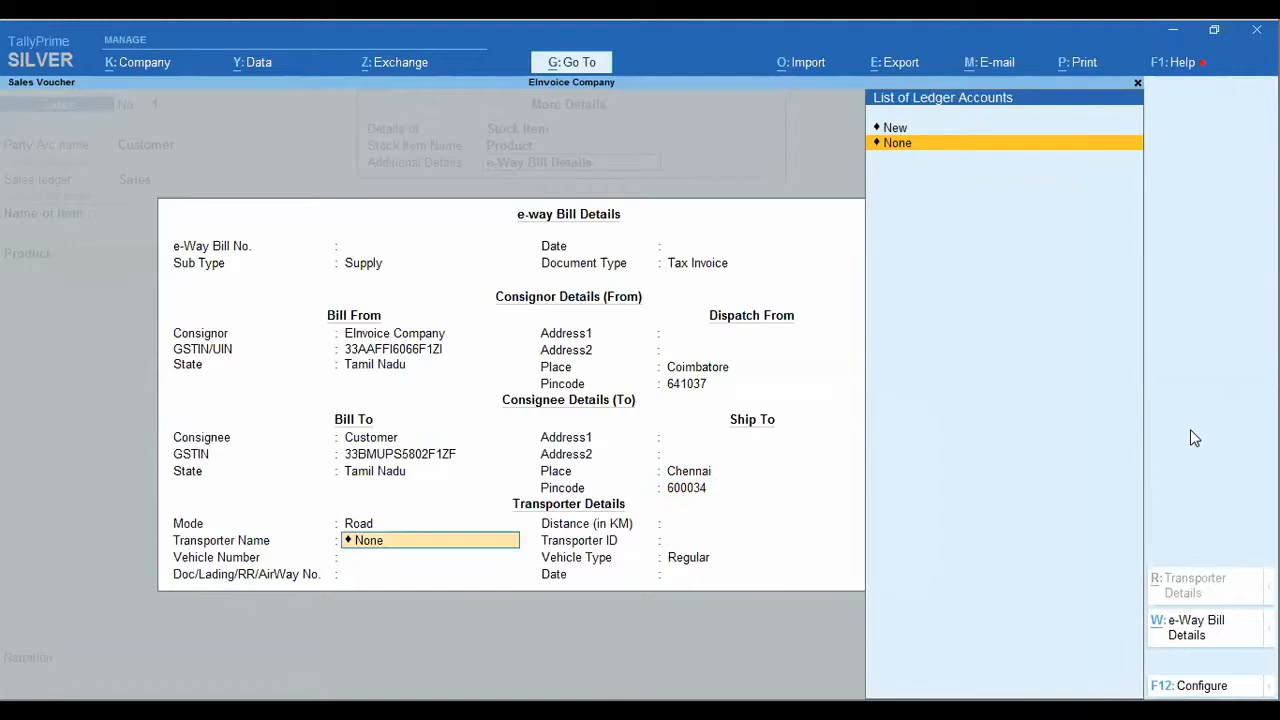 TallyPrime
MANAGE
SILVER
K: Company
Y: Data
Z: Exchange
G: Go To
O: Import
E: Export
M: E-mail
P: Print
F1: Help
Sales Voucher
EInvoice Company
List of Ledger Accounts
New
None
Sales
No. 1
More Details
Details of Stock Item
Party A/c name Customer
Stock Item Name Product
Additional Details: e-Way Bill Details
Sales ledger Sales
Name of Item
Product
e-way Bill Details
e-Way Bill No. :
Date :
Sub Type : Supply
Document Type : Tax Invoice
Consignor Details (From)
Bill From
Dispatch From
Consignor : EInvoice Company
Address1 :
GSTIN/UIN : 33AAFFI6066F1ZI
Address2 :
State : Tamil Nadu
Place : Coimbatore
Pincode : 641037
Consignee Details (To)
Bill To
Ship To
Consignee : Customer
Address1 :
GSTIN : 33BMUPS5802F1ZF
Address2 :
State : Tamil Nadu
Place : Chennai
Pincode : 600034
Transporter Details
Mode : Road
Distance (in KM) :
Transporter Name : ♦ None
Transporter ID :
Vehicle Number :
Vehicle Type : Regular
Doc/Lading/RR/AirWay No. :
Date :
R: Transporter
Details
W: e-Way Bill
Details
Narration
F12: Configure